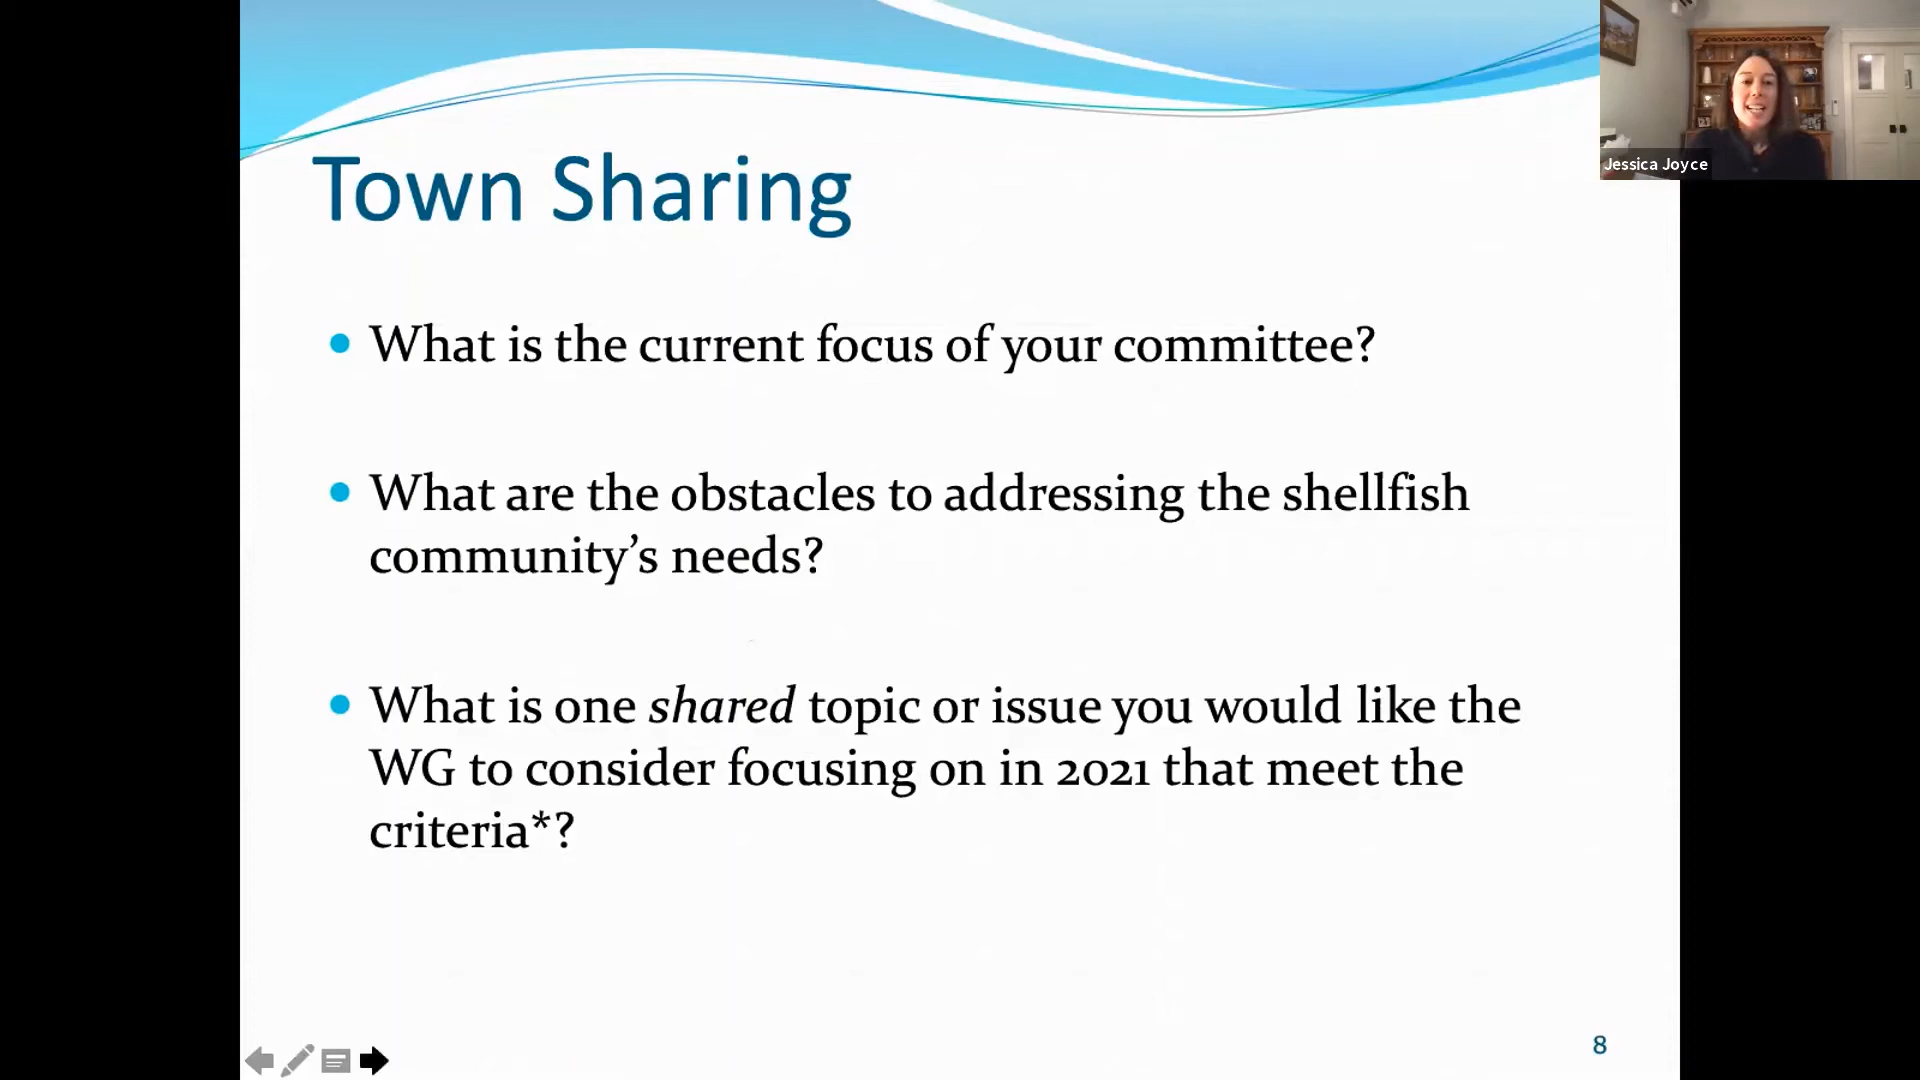 Jessica Joyce
Town Sharing
• What is the current focus of your committee?
• What are the obstacles to addressing the shellfish
community’s needs?
• What is one shared topic or issue you would like the
WG to consider focusing on in 2021 that meet the
criteria*?
8